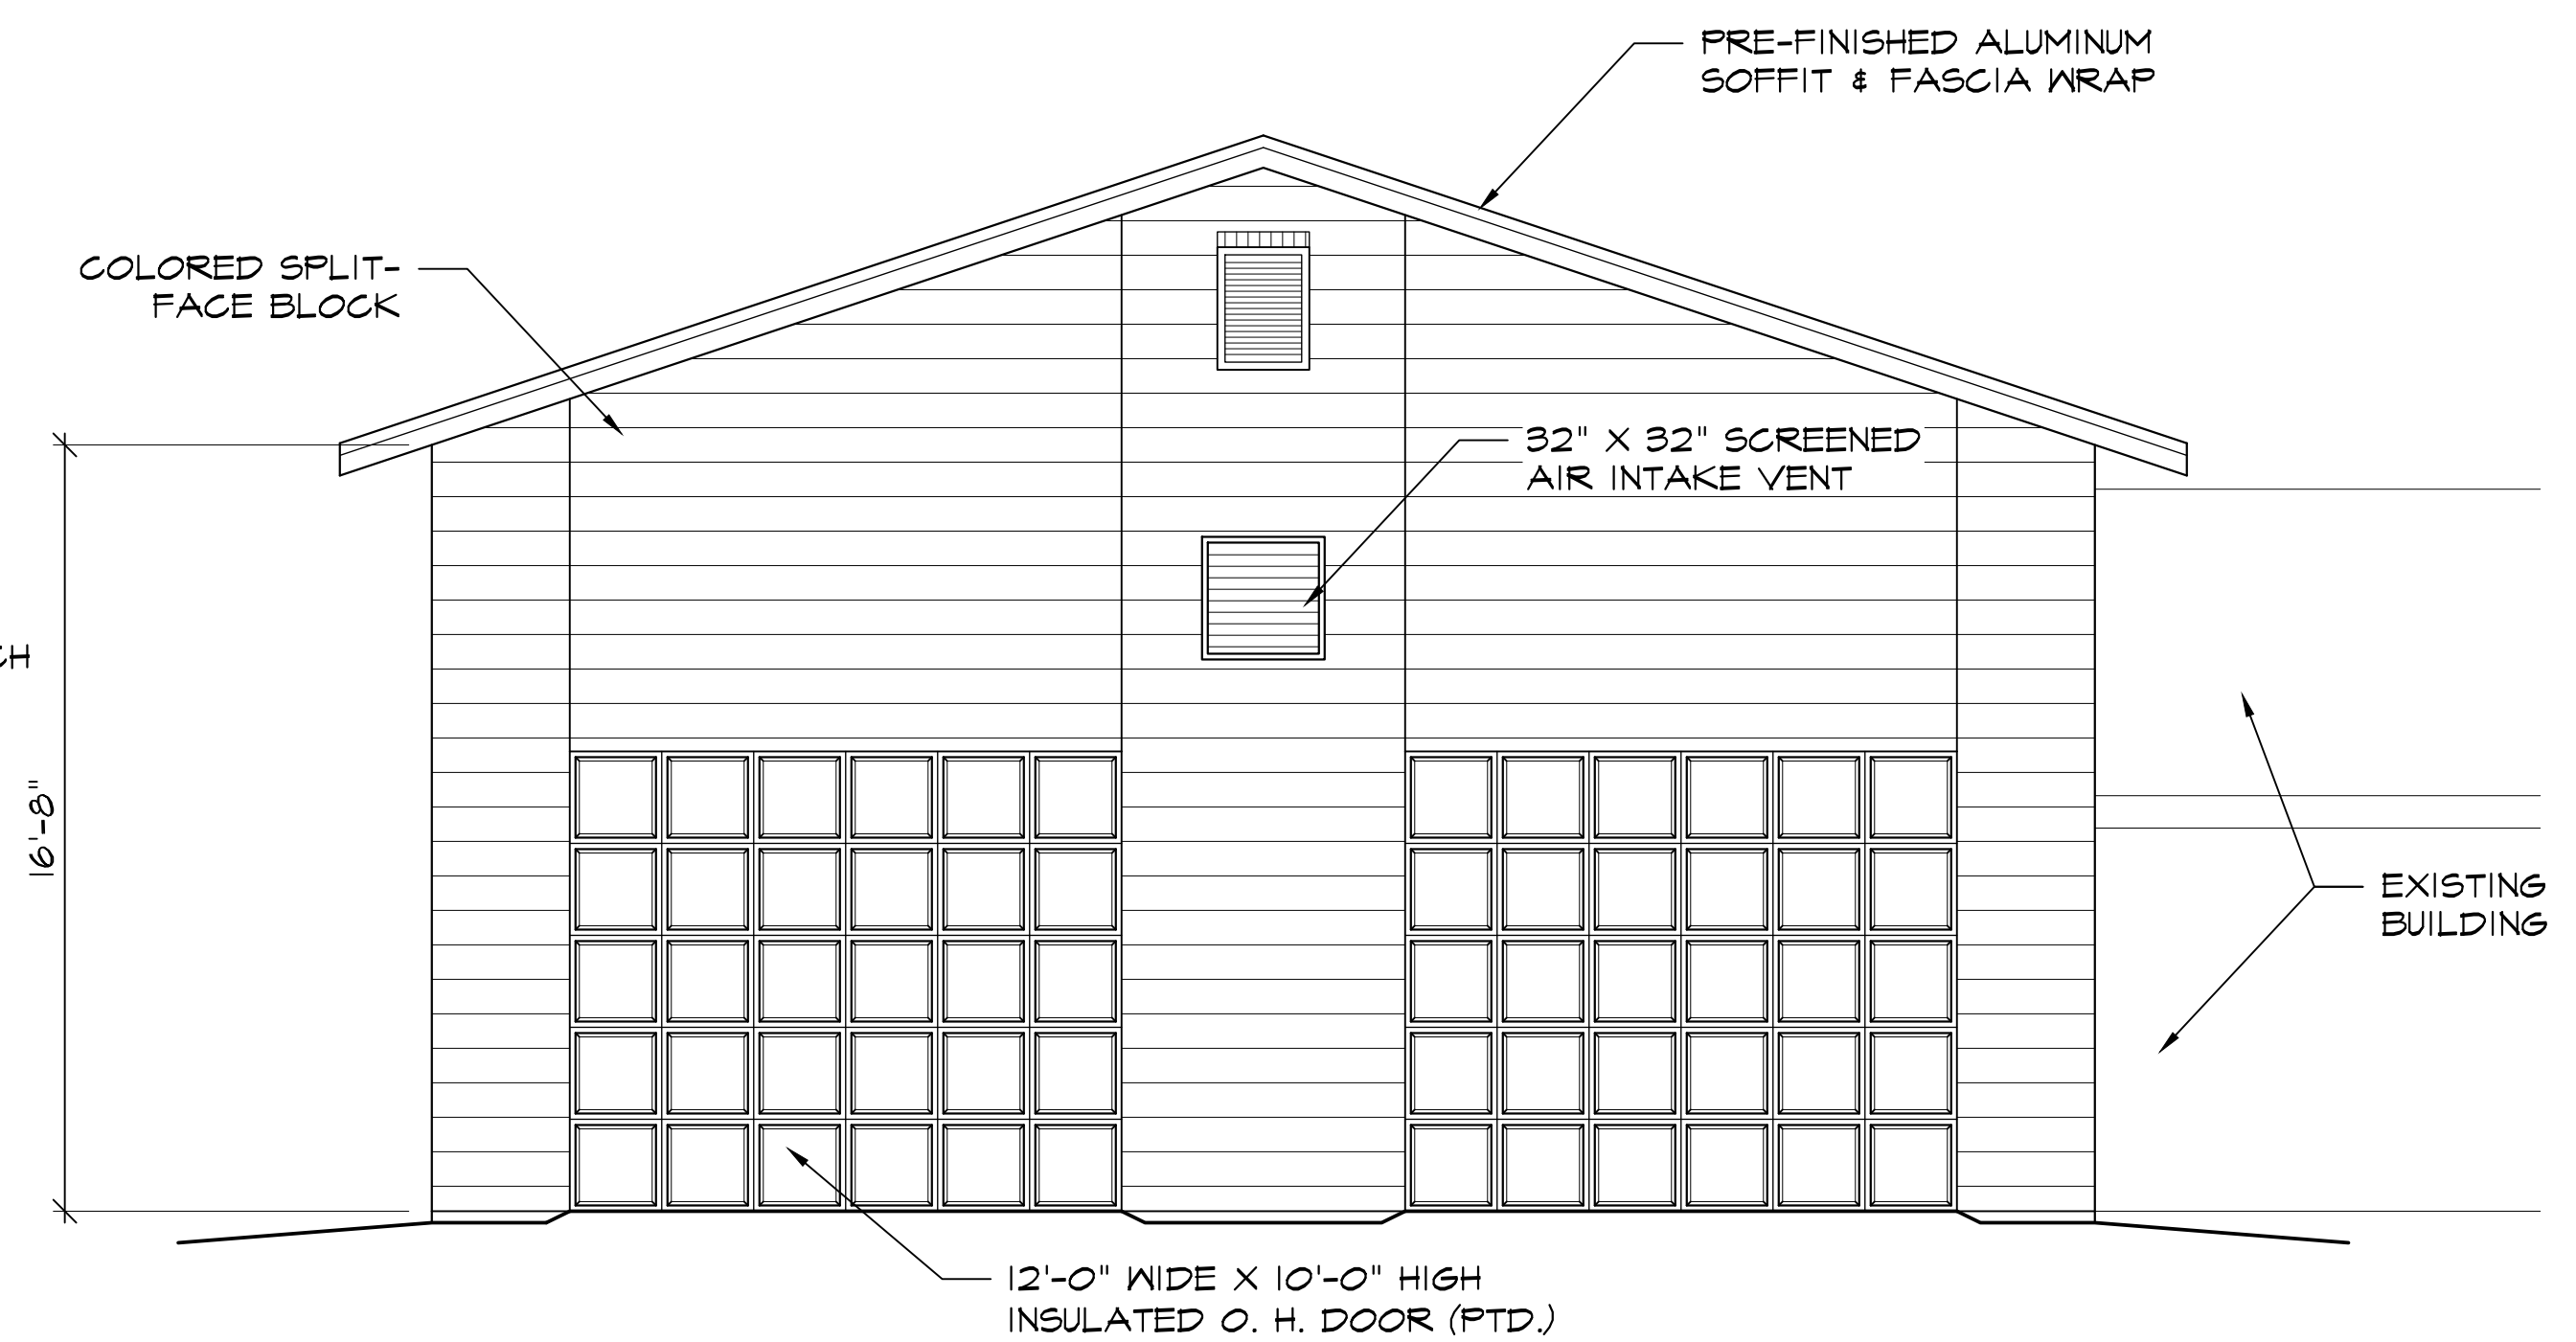 PRE-FINISHED ALUMINUM
SOFFIT & FASCIA WRAP
COLORED SPLIT-
FACE BLOCK
32" X 32" SCREENED
AIR INTAKE VENT
16'-8"
EXISTING
BUILDING
12'-0" WIDE X 10'-0" HIGH
INSULATED O. H. DOOR (PTD.)